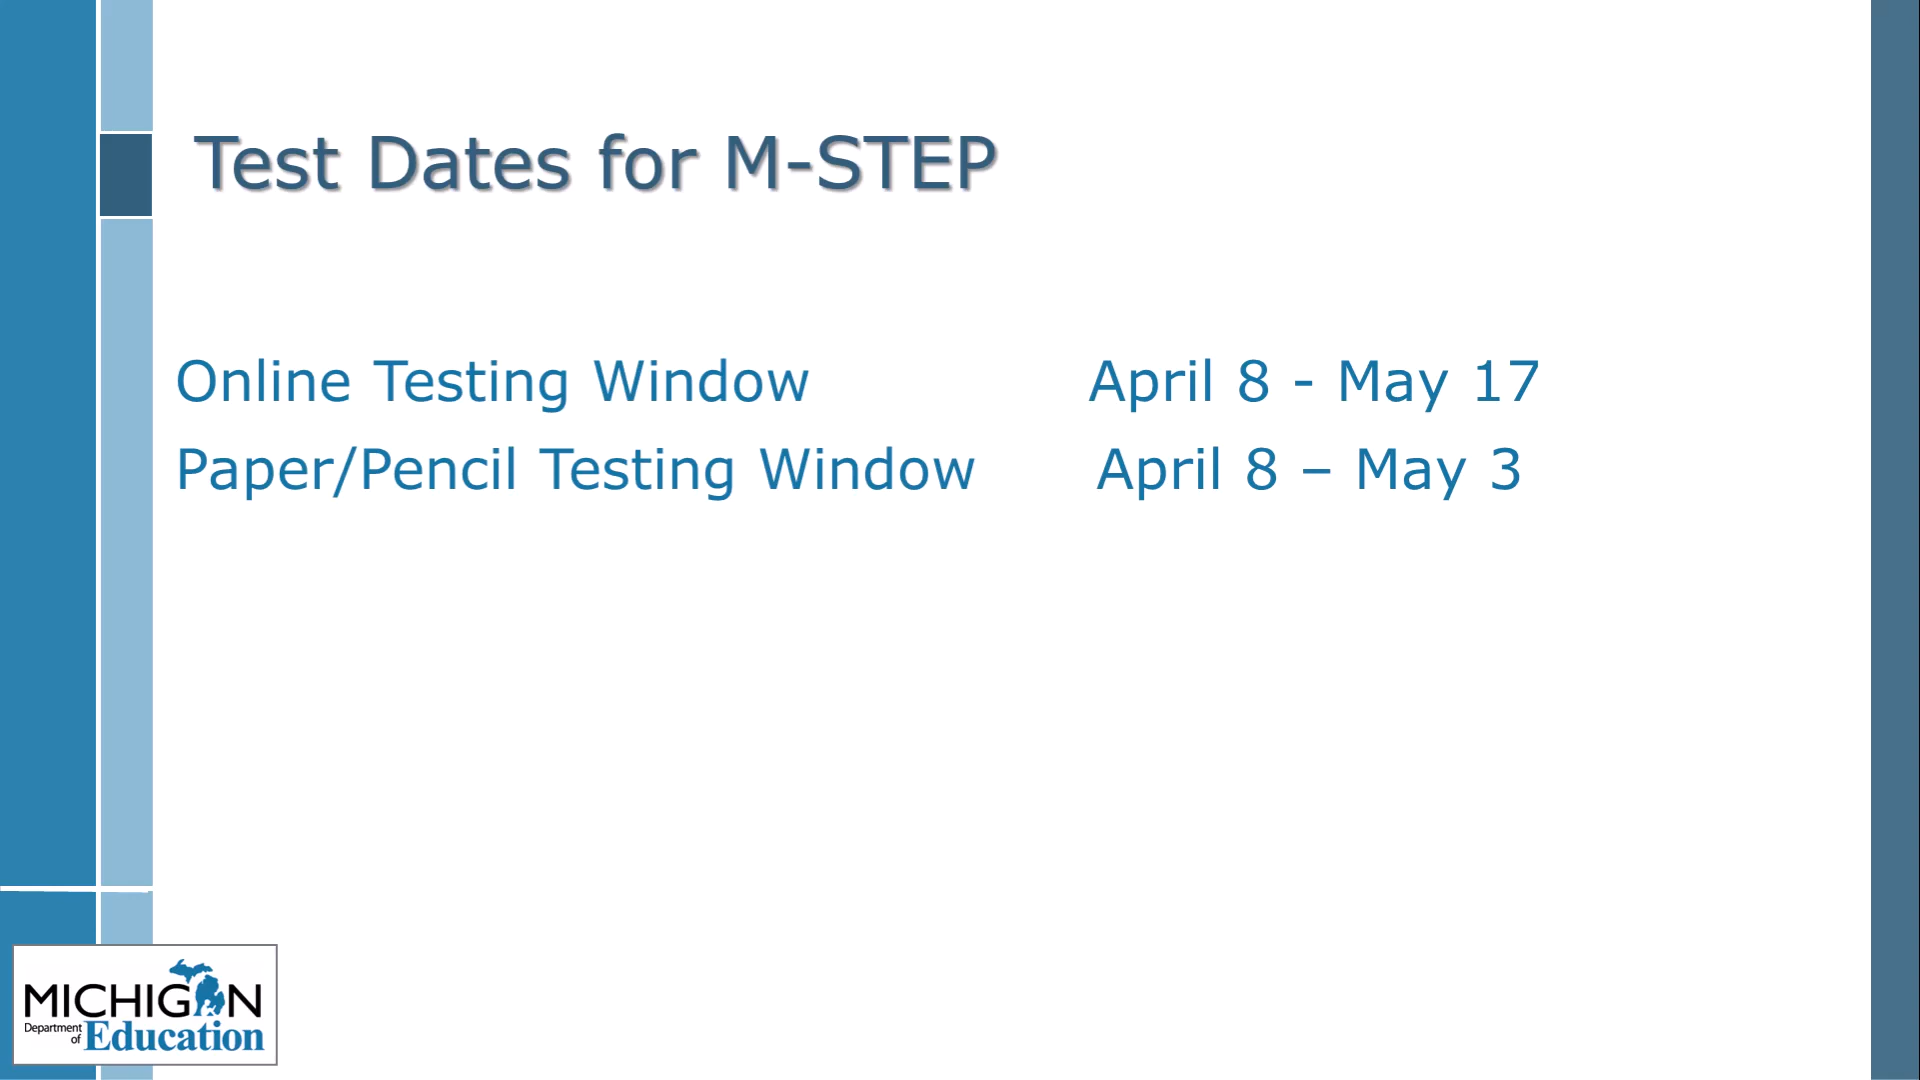 Test Dates for M-STEP
Online Testing Window April 8 - May 17
Paper/Pencil Testing Window April 8 – May 3
MICHIGAN
Department
of Education